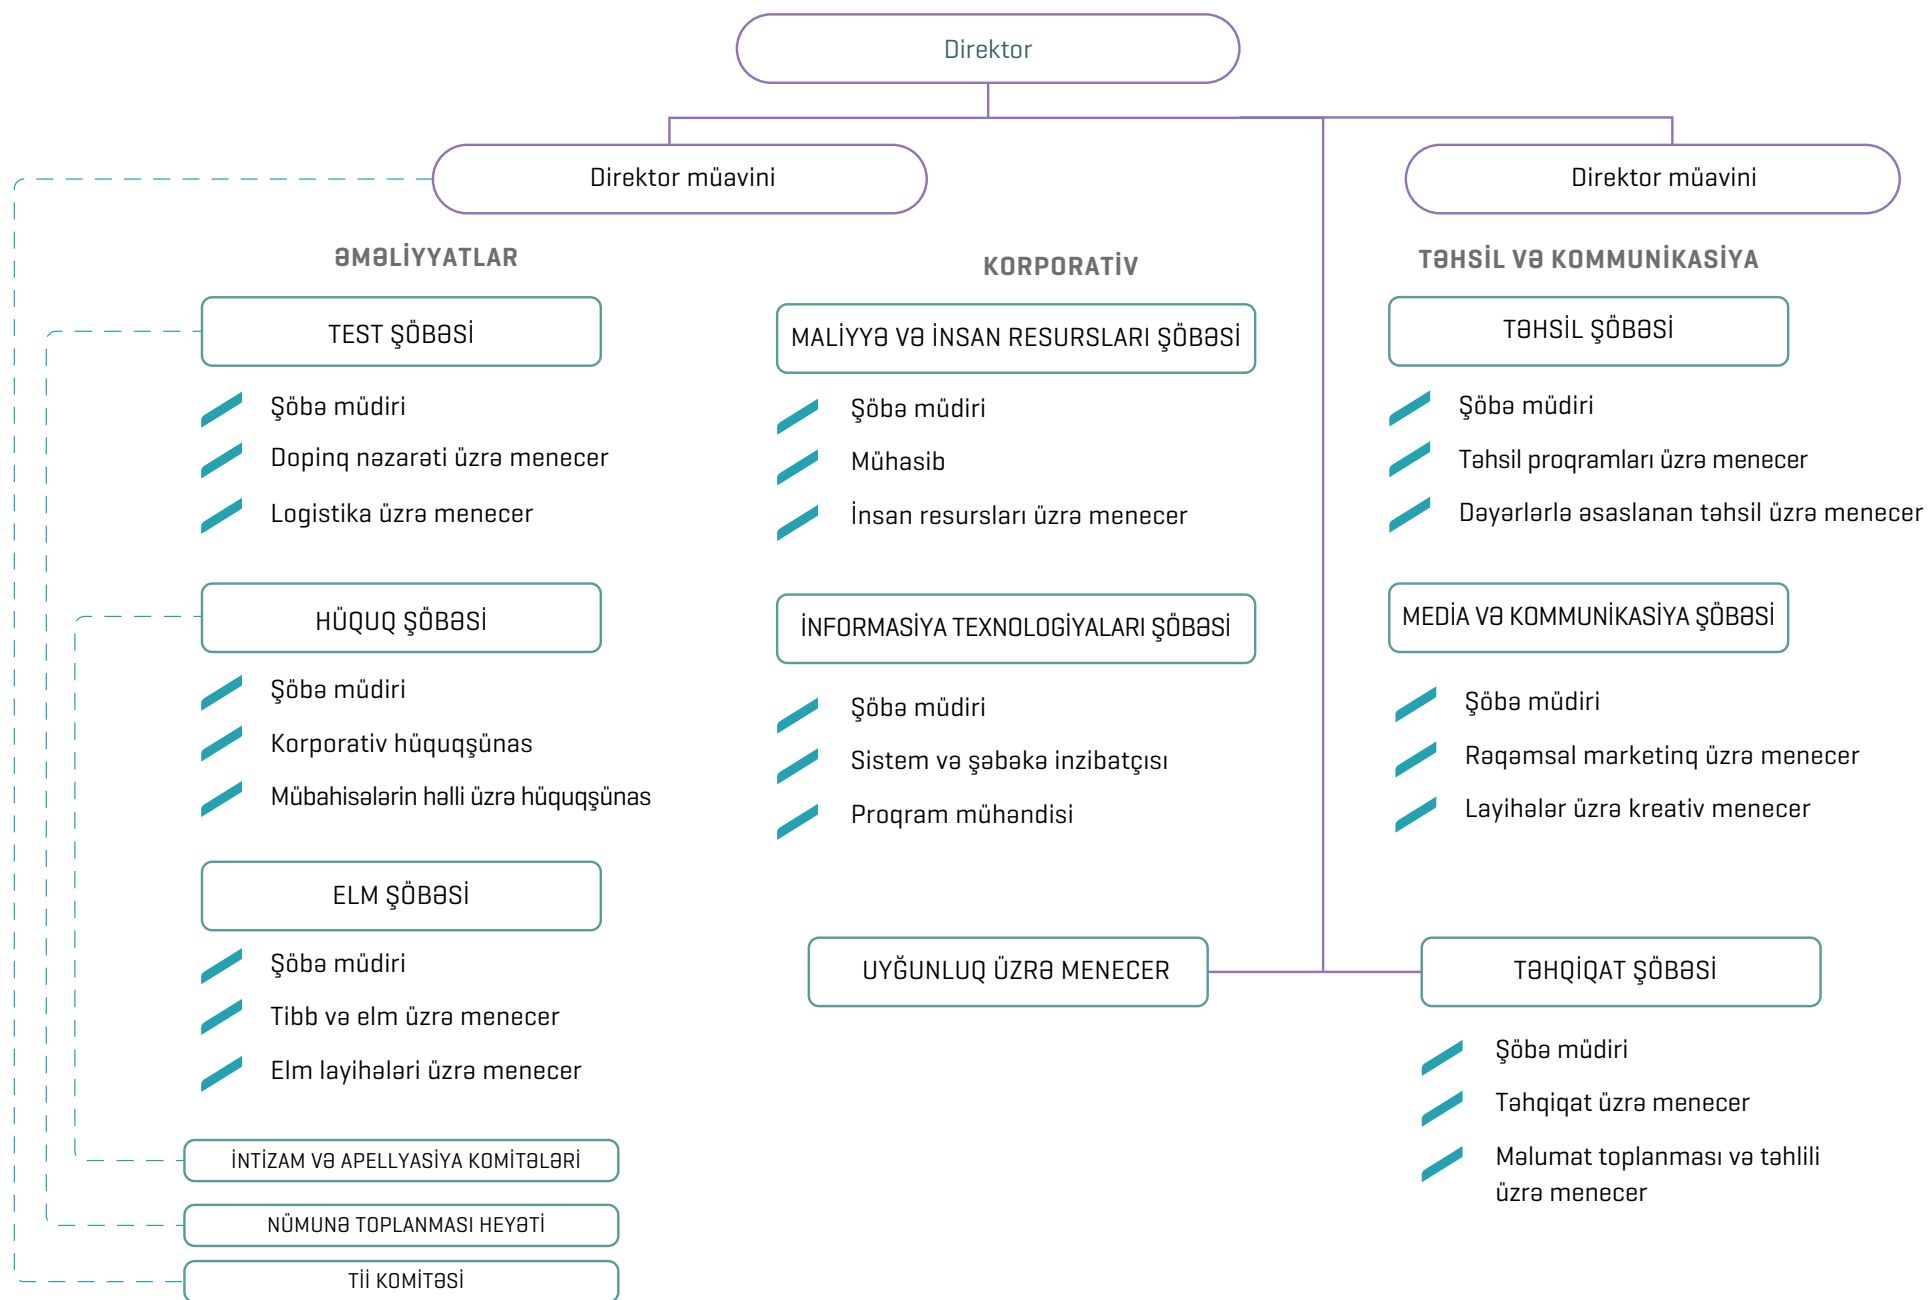 Direktor
Direktor müavini
Direktor müavini
ƏMƏLİYYATLAR
TEST ŞÖBƏSİ
Şöbə müdiri
Dopinq nəzarəti üzrə menecer
Logistika üzrə menecer
HÜQUQ ŞÖBƏSİ
Şöbə müdiri
Korporativ hüquqşünas
Mübahisələrin həlli üzrə hüquqşünas
ELM ŞÖBƏSİ
Şöbə müdiri
Tibb və elm üzrə menecer
Elm layihələri üzrə menecer
İNTİZAM VƏ APELLYASİYA KOMİTƏLƏRİ
NÜMUNƏ TOPLANMASI HEYƏTİ
Tİİ KOMİTƏSİ
KORPORATİV
MALİYYƏ VƏ İNSAN RESURSLARI ŞÖBƏSİ
Şöbə müdiri
Mühasib
İnsan resursları üzrə menecer
İNFORMASİYA TEXNOLOGİYALARI ŞÖBƏSİ
Şöbə müdiri
Sistem və şəbəkə inzibatçısı
Proqram mühəndisi
UYĞUNLUQ ÜZRƏ MENECER
TƏHSİL VƏ KOMMUNİKASİYA
TƏHSİL ŞÖBƏSİ
Şöbə müdiri
Təhsil proqramları üzrə menecer
Dəyərlərlə əsaslanan təhsil üzrə menecer
MEDİA VƏ KOMMUNİKASİYA ŞÖBƏSİ
Şöbə müdiri
Rəqəmsal marketinq üzrə menecer
Layihələr üzrə kreativ menecer
TƏHQİQAT ŞÖBƏSİ
Şöbə müdiri
Təhqiqat üzrə menecer
Məlumat toplanması və təhlili
üzrə menecer